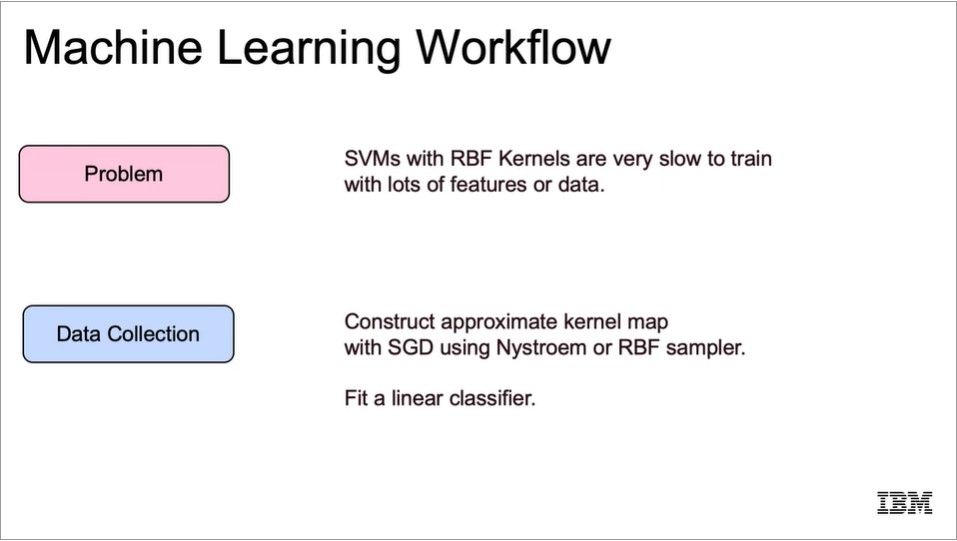 Machine Learning Workflow
Problem
SVMs with RBF Kernels are very slow to train
with lots of features or data.
Data Collection
Construct approximate kernel map
with SGD using Nystroem or RBF sampler.
Fit a linear classifier.
IBM